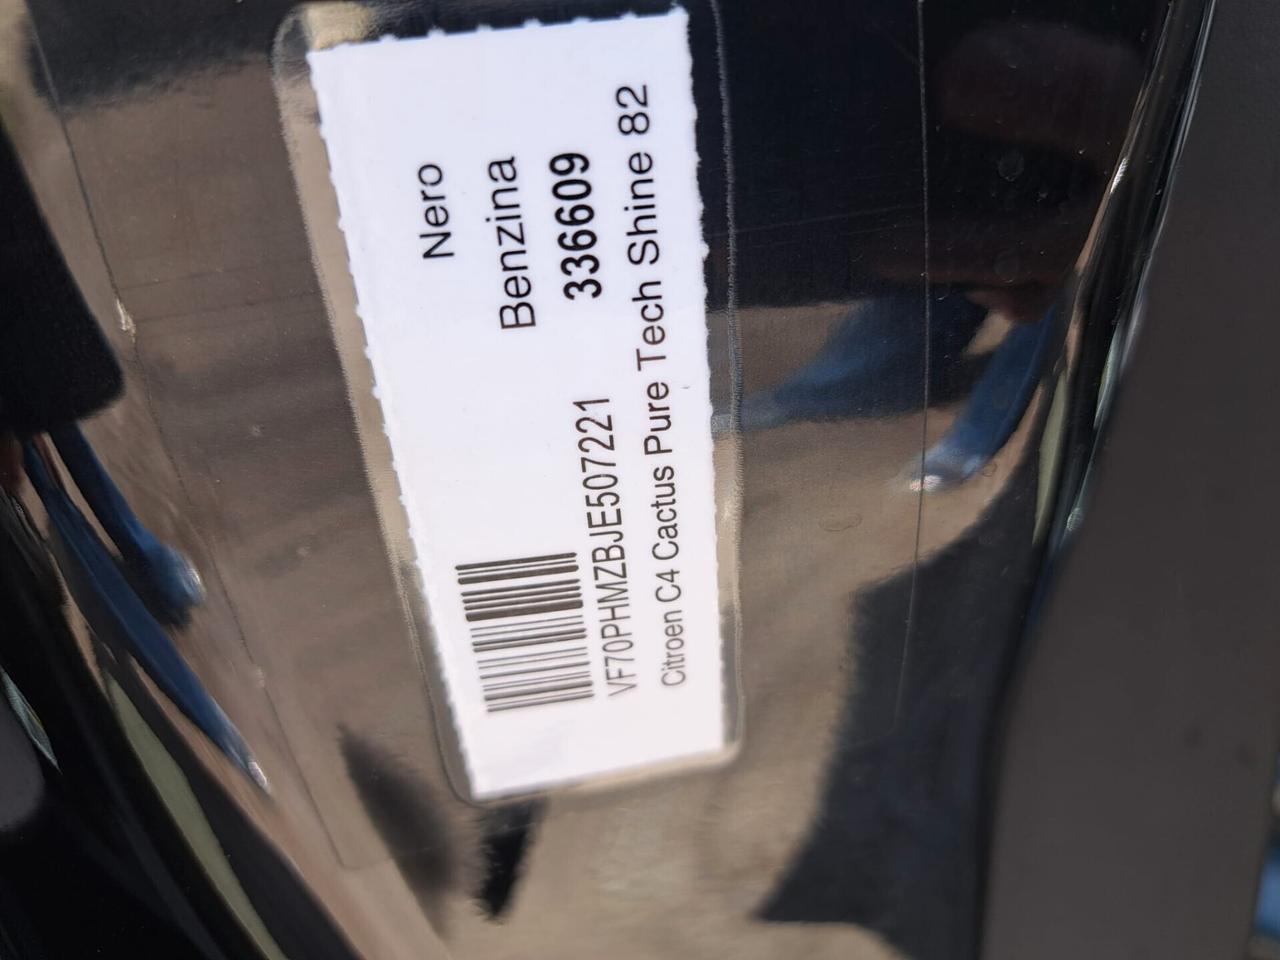 Nero
Benzina
336609
VF70PHMZBJE507221
Citroen C4 Cactus Pure Tech Shine 82